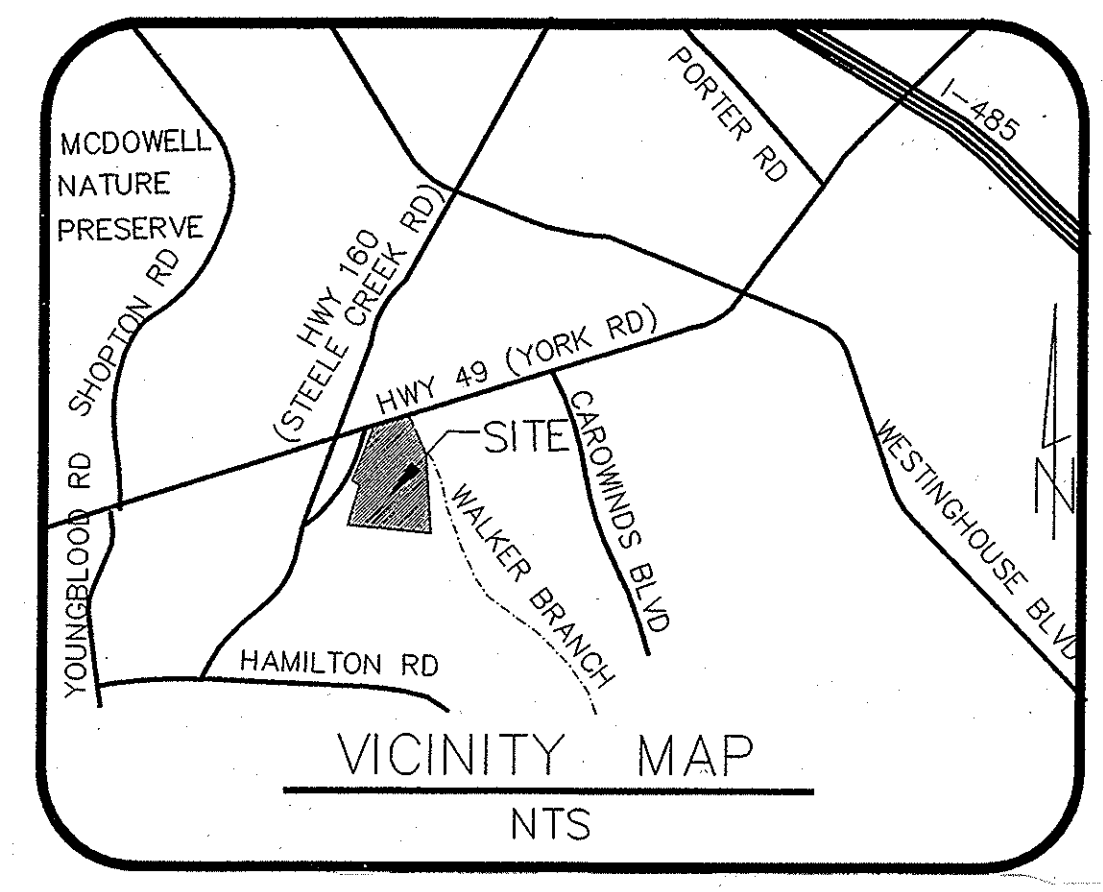 MCDOWELL
NATURE
PRESERVE
SHOPTON RD
HWY 160
(STEELE CREEK RD)
PORTER RD
I-485
HWY 49 (YORK RD)
SITE
CAROWINDS BLVD
WESTINGHOUSE BLVD
WALKER BRANCH
YOUNGBLOOD RD
HAMILTON RD
N
VICINITY MAP
NTS